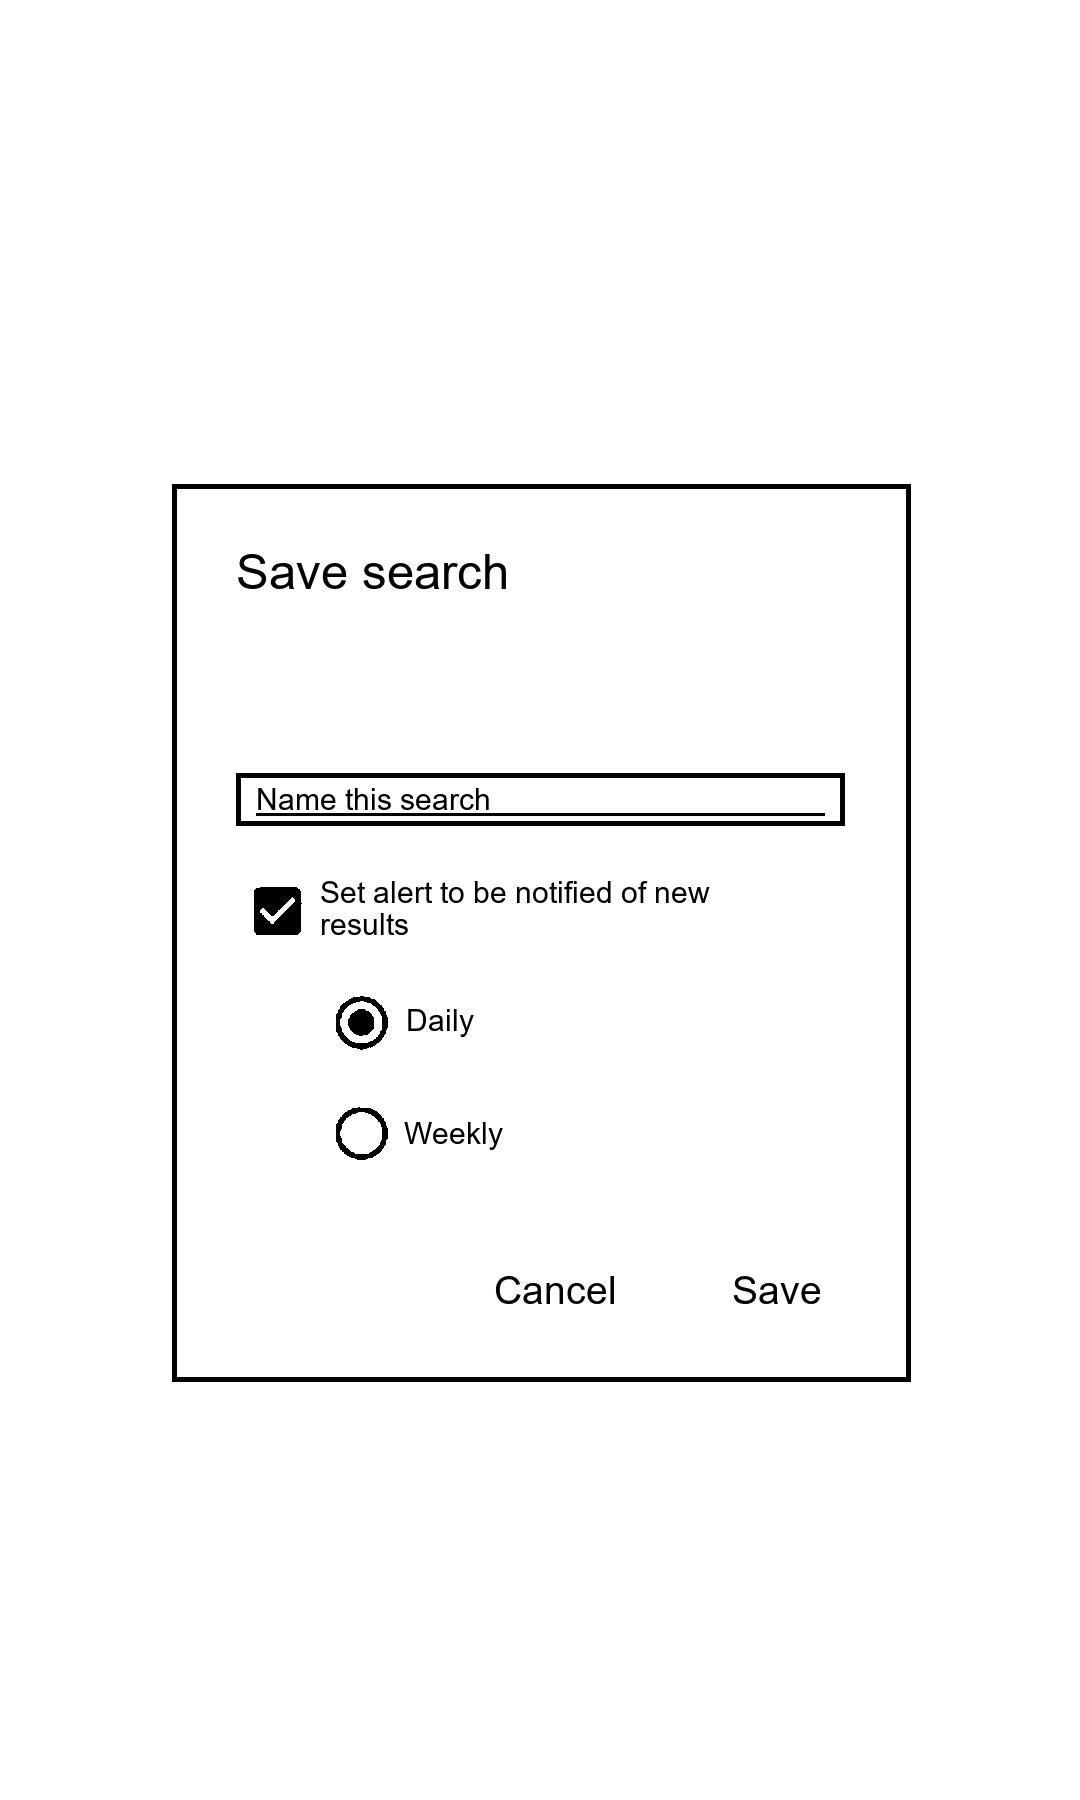 Save search
Name this search
Set alert to be notified of new
results
Daily
Weekly
Cancel Save